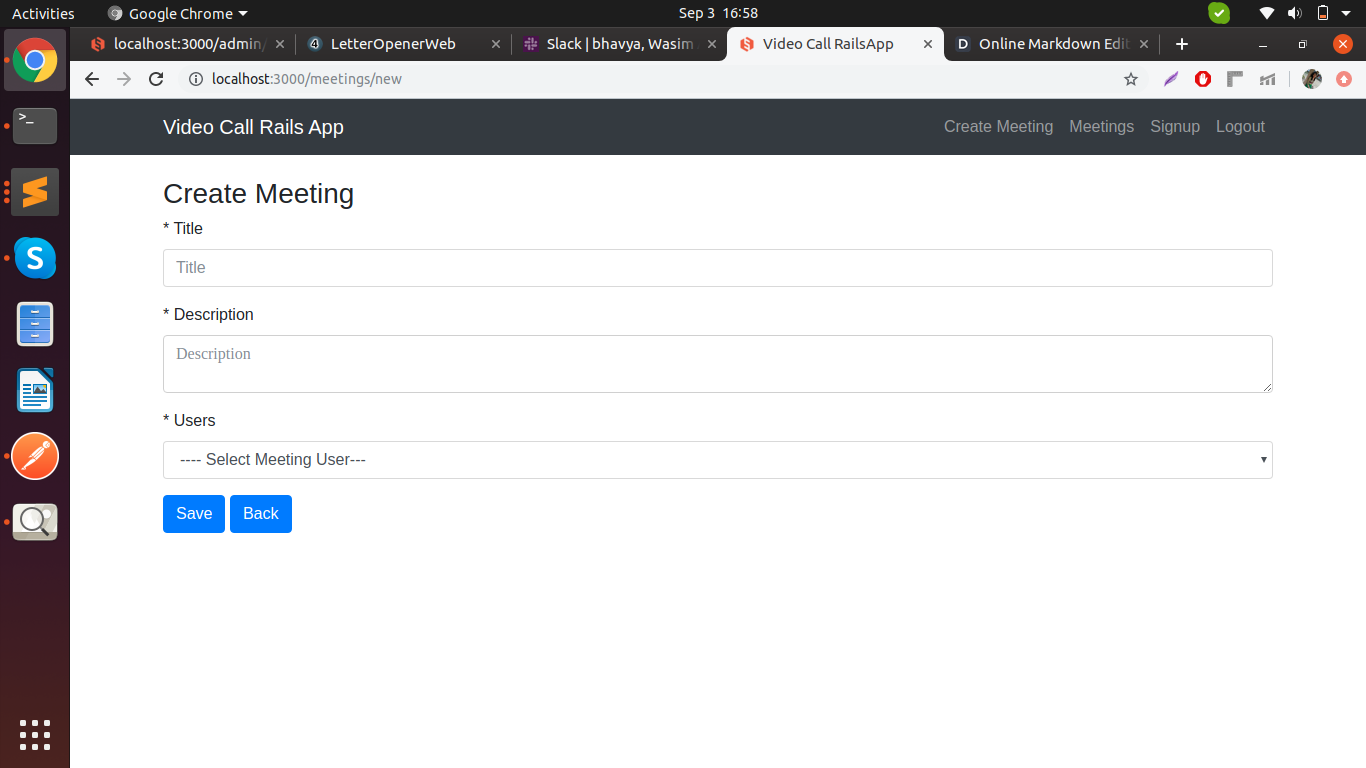 Activities Google Chrome Sep 3 16:58
localhost:3000/admin/ LetterOpenerWeb Slack | bhavya, Wasim Video Call RailsApp Online Markdown Edit
localhost:3000/meetings/new
Video Call Rails App Create Meeting Meetings Signup Logout
Create Meeting
* Title
Title
* Description
Description
* Users
---- Select Meeting User---
Save Back